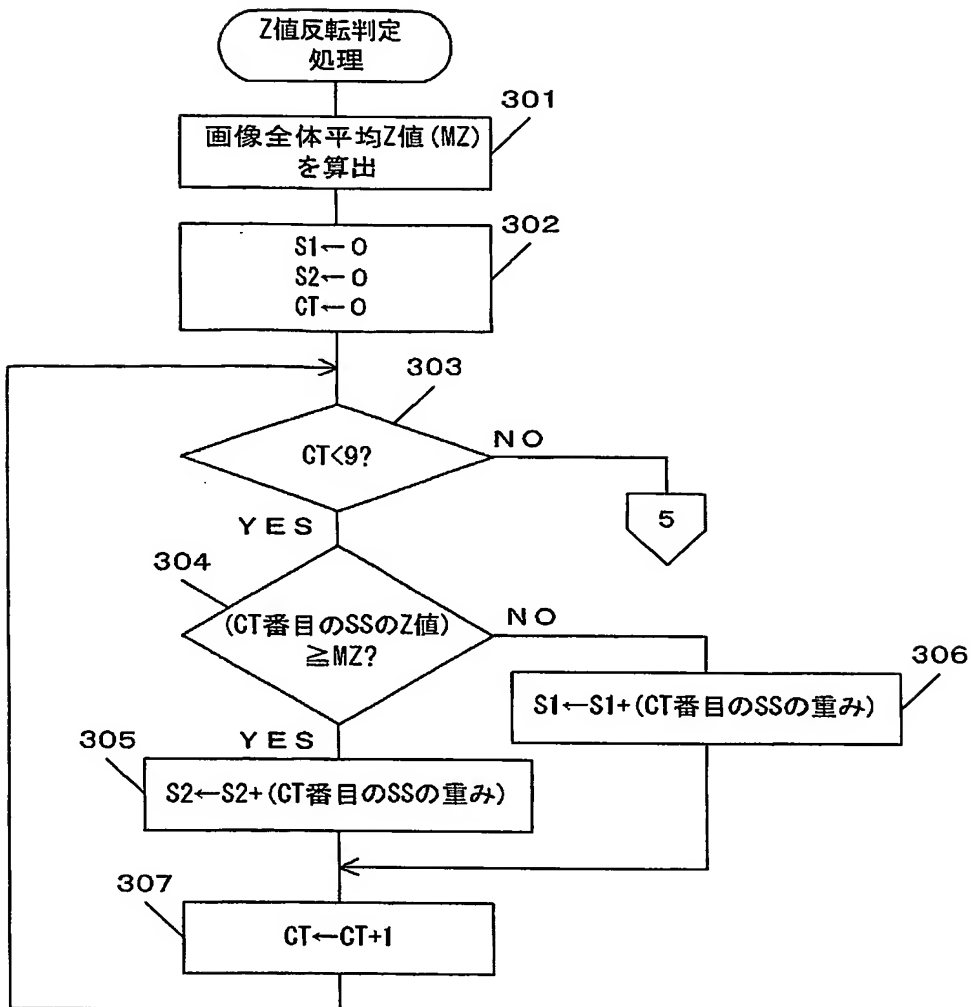 Z値反転判定
処理
301
画像全体平均Z値(MZ)
を算出
302
S1←0
S2←0
CT←0
303
CT<9?
NO
5
YES
304
(CT番目のSSのZ値)
≧MZ?
NO
306
S1←S1+(CT番目のSSの重み)
YES
305
S2←S2+(CT番目のSSの重み)
307
CT←CT+1